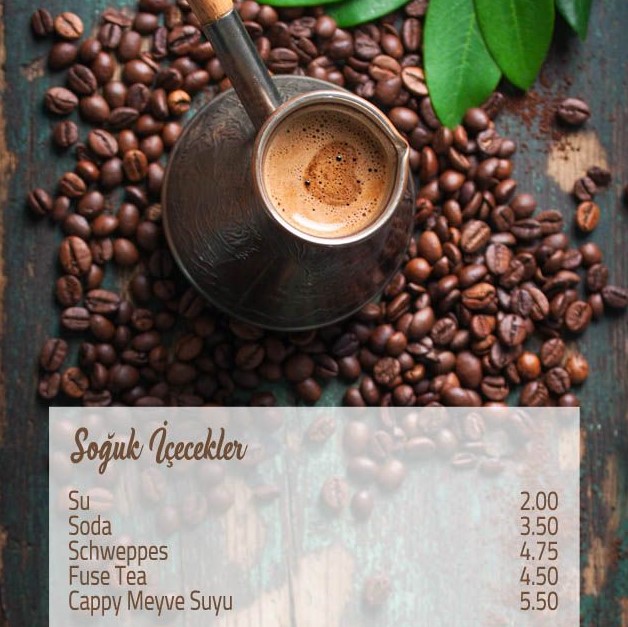 Soğuk İçecekler
Su 2.00
Soda 3.50
Schweppes 4.75
Fuse Tea 4.50
Cappy Meyve Suyu 5.50